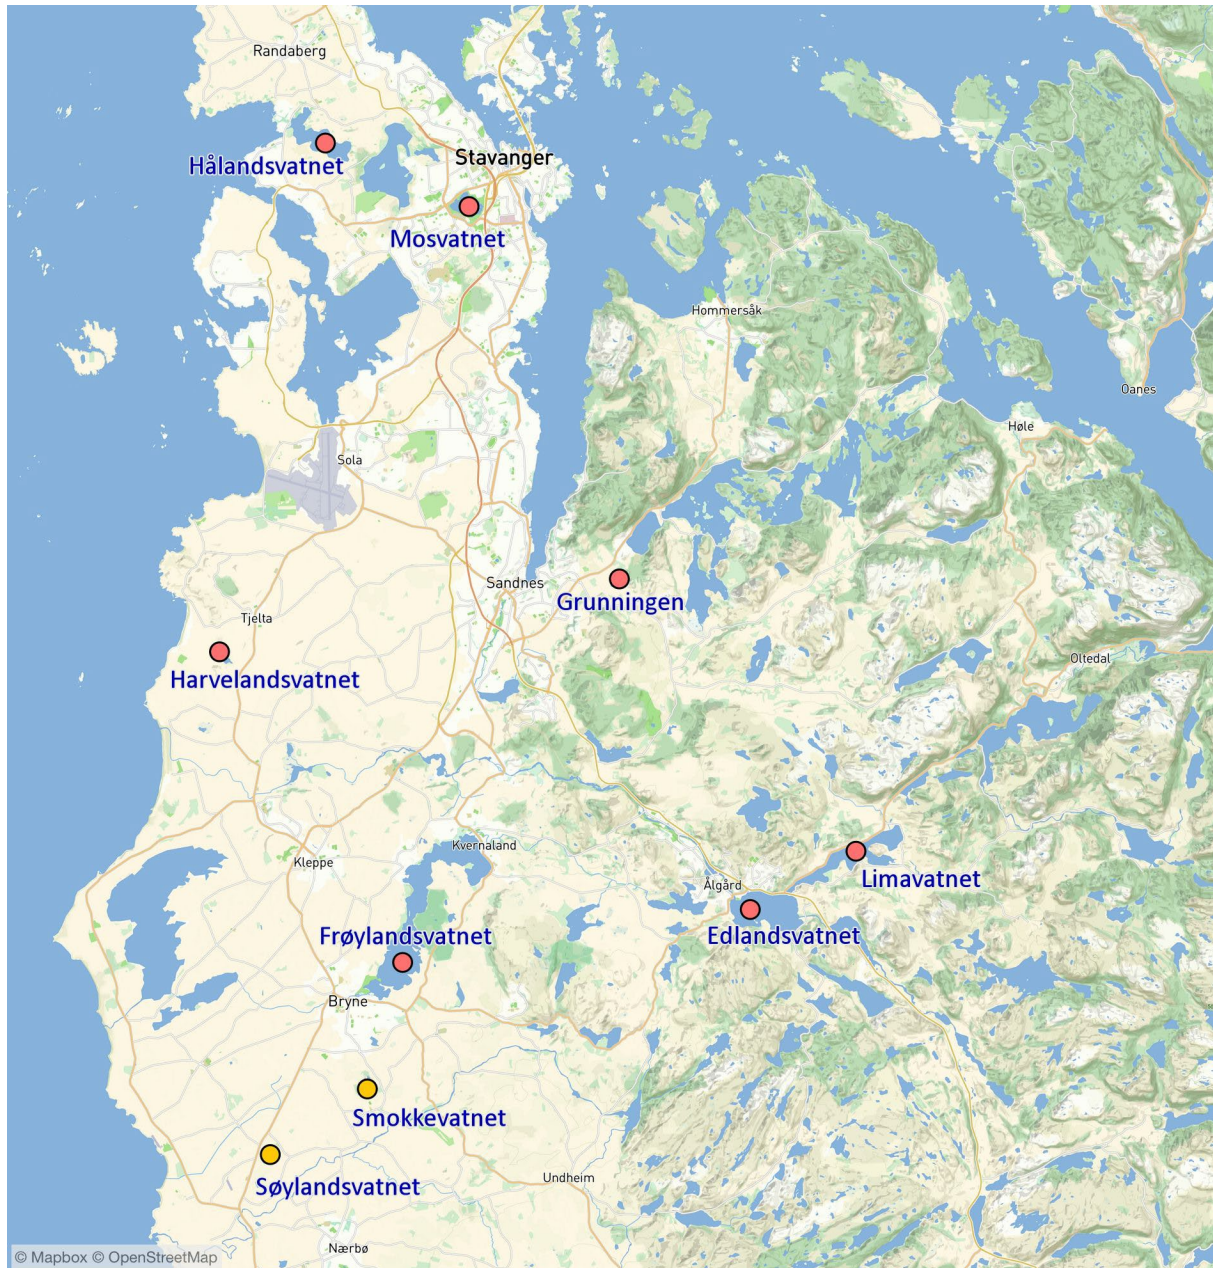 Randaberg
Hålandsvatnet
Stavanger
Mosvatnet
Hommersåk
Oanes
Høle
Sola
Sandnes
Grunningen
Tjelta
Harvelandsvatnet
Oltedal
Kvernaland
Kleppe
Ålgård
Limavatnet
Frøylandsvatnet
Edlandsvatnet
Bryne
Smokkevatnet
Undheim
Søylandsvatnet
Nærbø
© Mapbox © OpenStreetMap